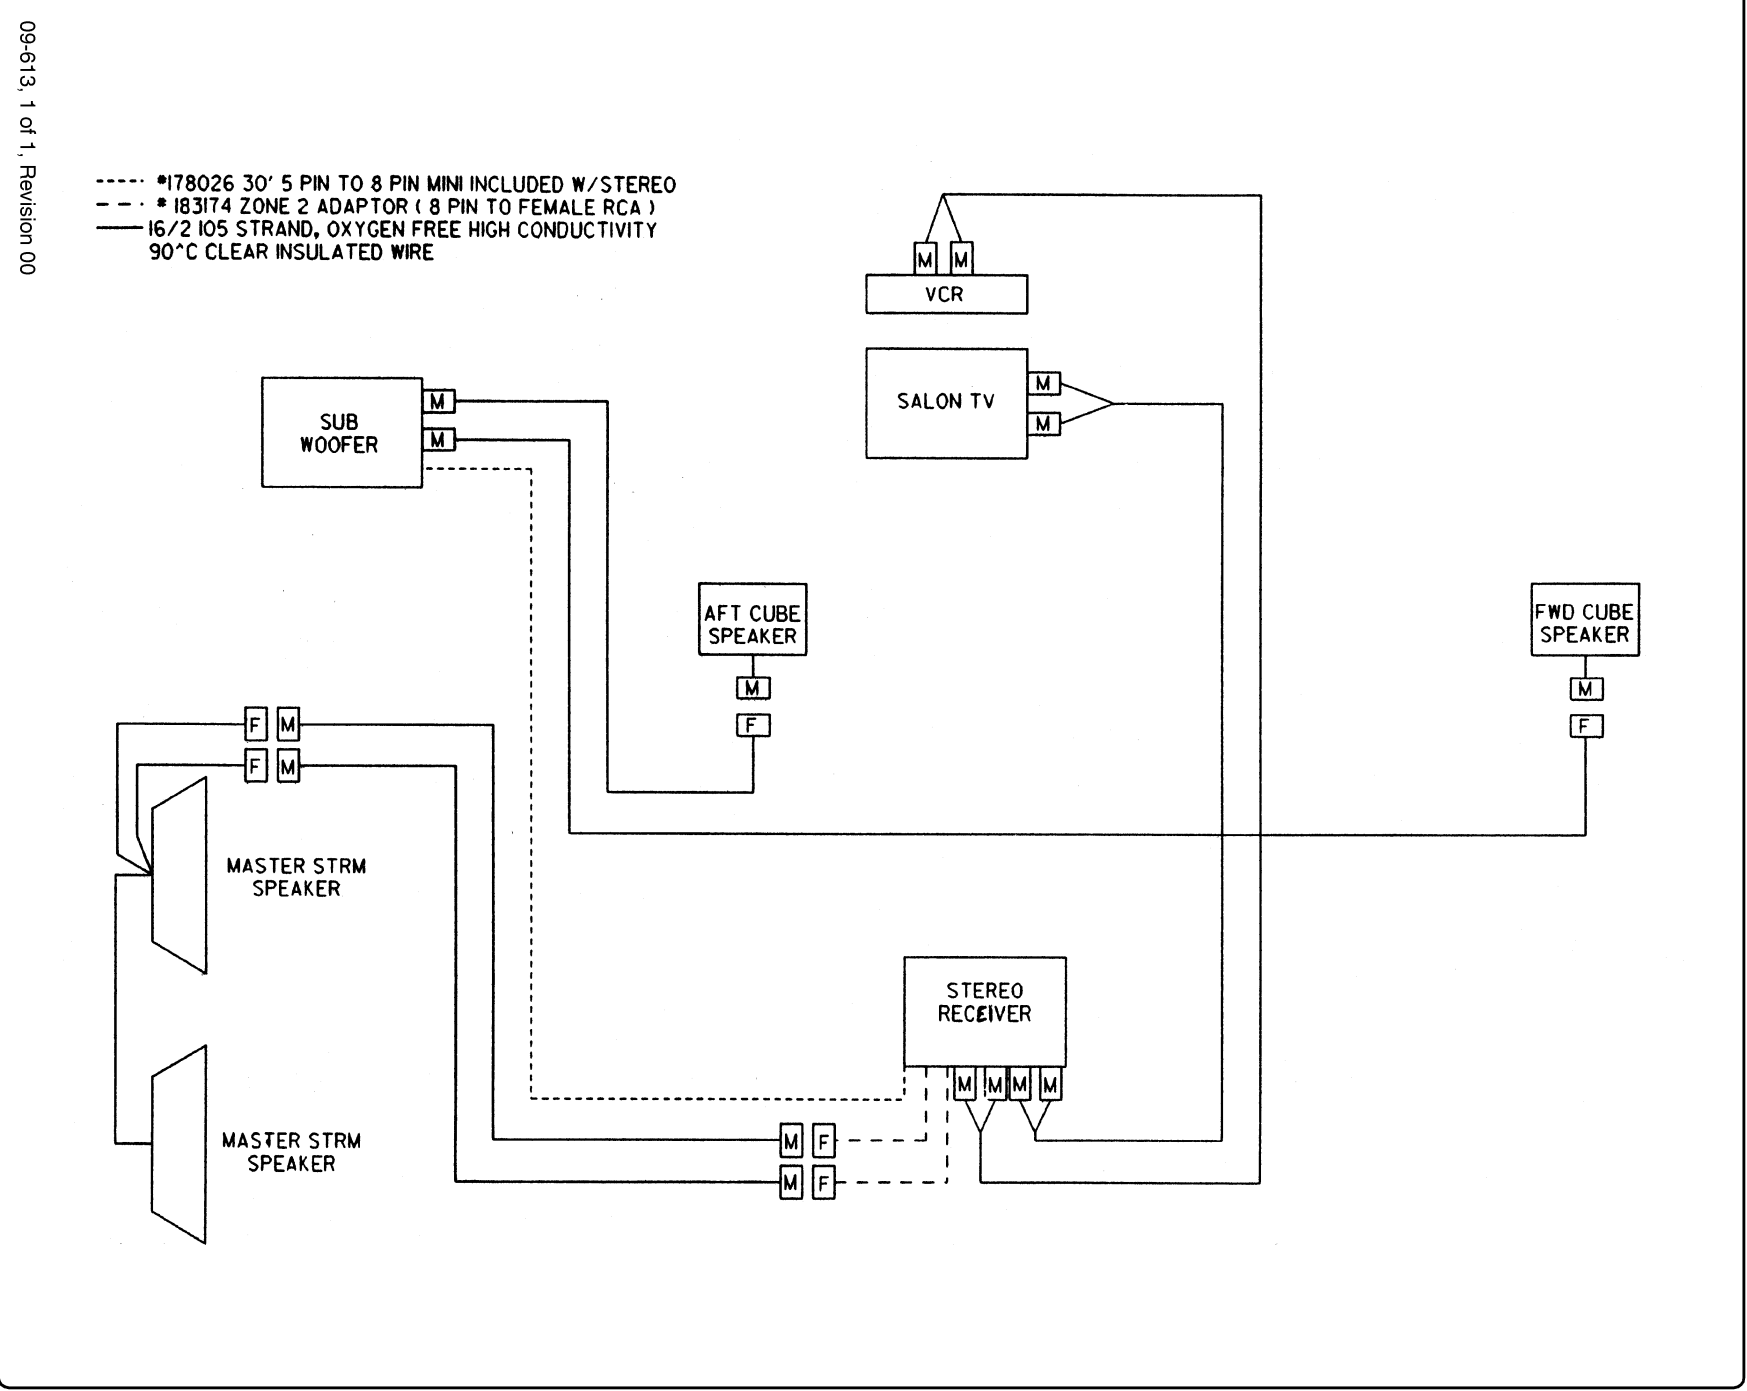 09-613, 1 of 1, Revision 00
*178026 30' 5 PIN TO 8 PIN MINI INCLUDED W/STEREO
* 183174 ZONE 2 ADAPTOR ( 8 PIN TO FEMALE RCA )
16/2 105 STRAND, OXYGEN FREE HIGH CONDUCTIVITY
90^C CLEAR INSULATED WIRE
M M
VCR
SALON TV
M
M
SUB
WOOFER
M
M
AFT CUBE
SPEAKER
M
F
FWD CUBE
SPEAKER
M
F
F M
F M
MASTER STRM
SPEAKER
STEREO
RECEIVER
M M M M
M F
M F
MASTER STRM
SPEAKER